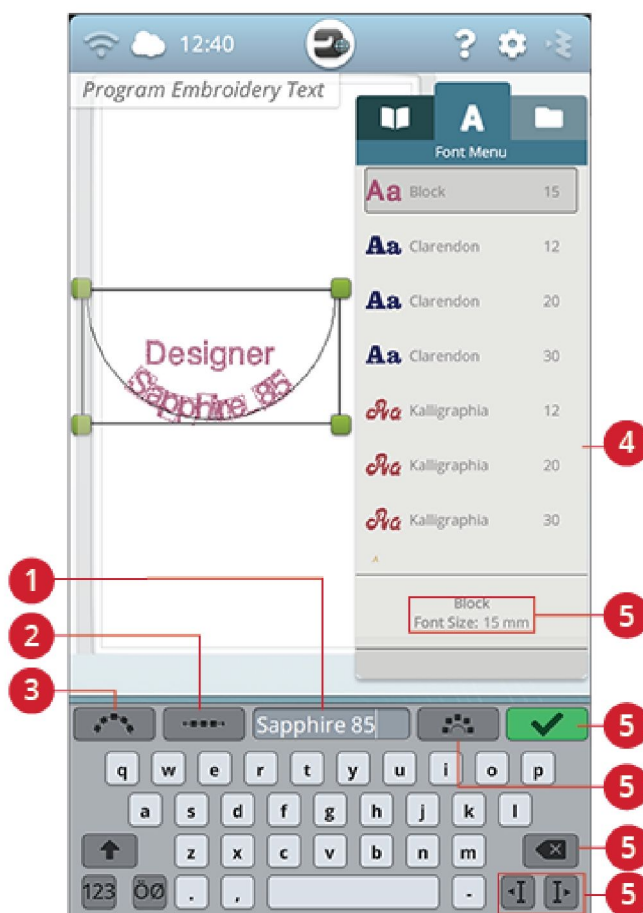 12:40
?
Program Embroidery Text
A
Font Menu
Aa Block 15
Aa Clarendon 12
Aa Clarendon 20
Aa Clarendon 30
Aa Kalligraphia 12
Aa Kalligraphia 20
Aa Kalligraphia 30
A
Designer
Sapphire 85
4
Block
Font Size: 15 mm
5
1
2
3
Sapphire 85
5
q w e r t y u i o p
5
a s d f g h j k l
z x c v b n m
5
123 ÖØ . , -
5